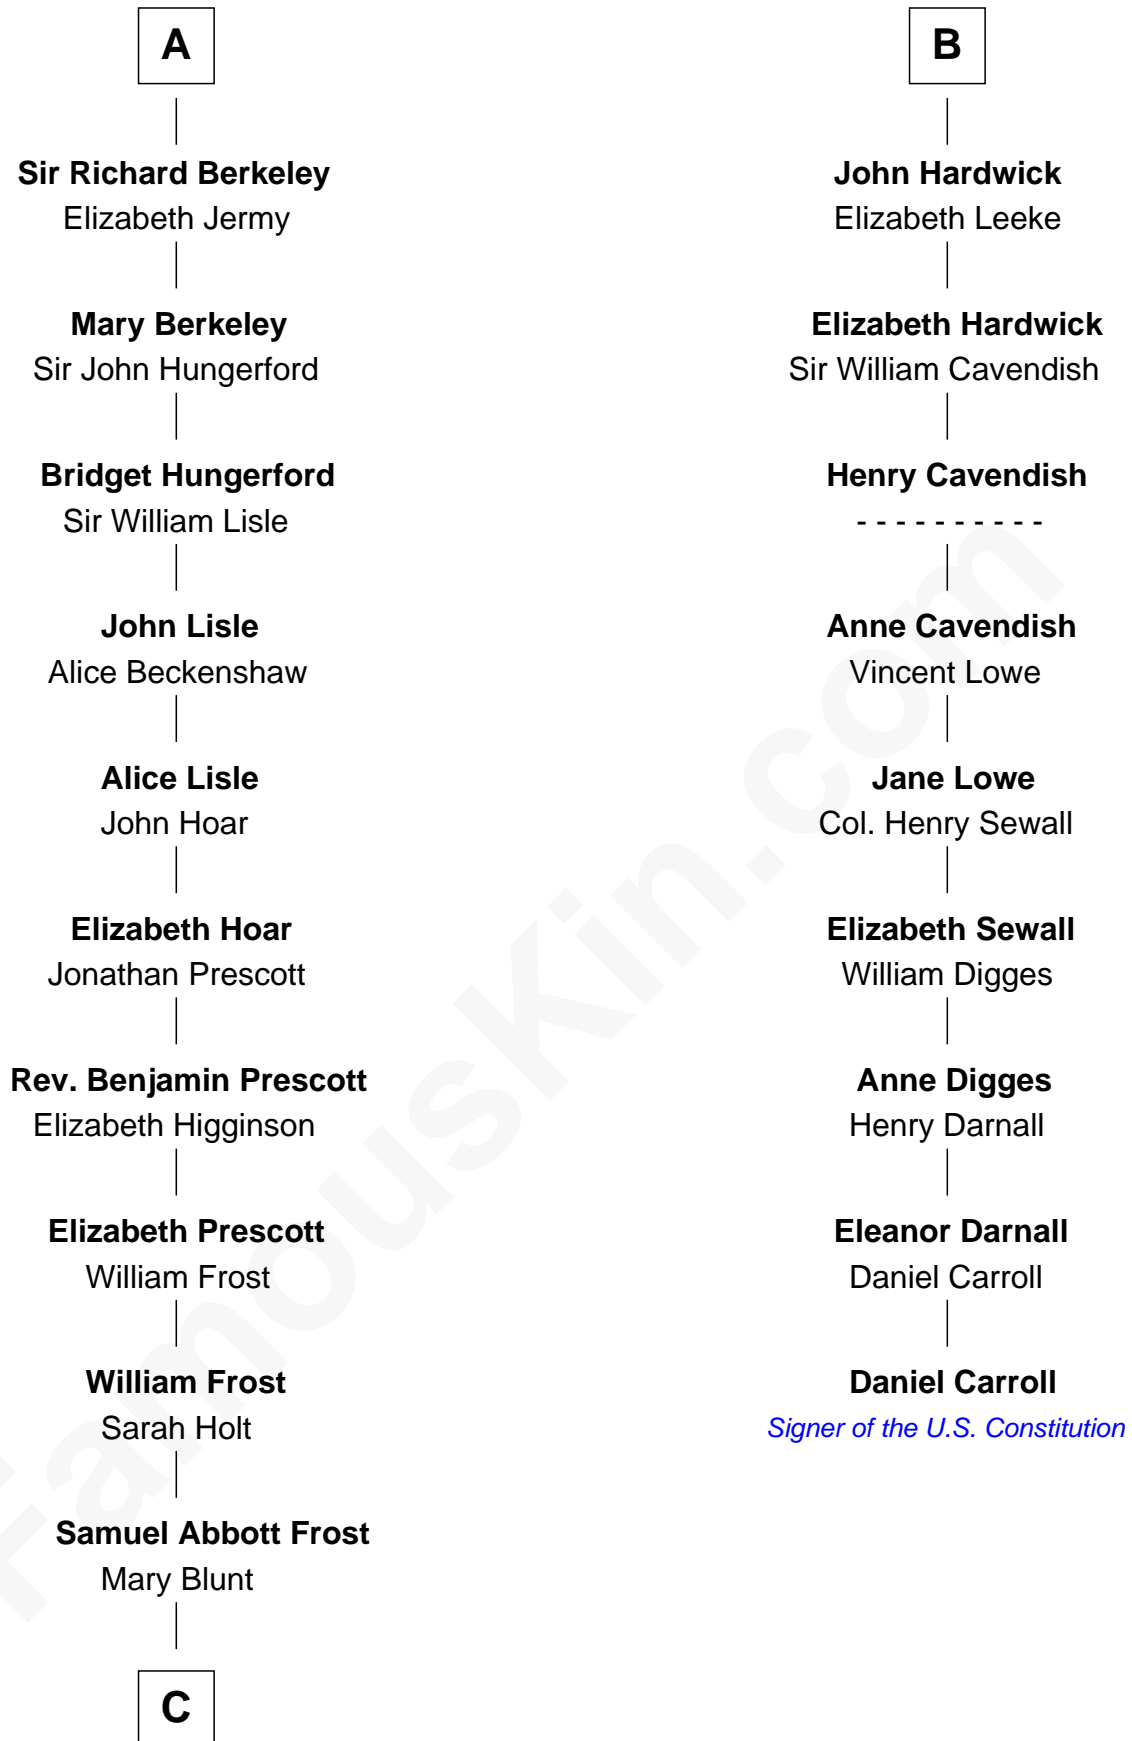 A
Sir Richard Berkeley
Elizabeth Jermy
Mary Berkeley
Sir John Hungerford
Bridget Hungerford
Sir William Lisle
John Lisle
Alice Beckenshaw
Alice Lisle
John Hoar
Elizabeth Hoar
Jonathan Prescott
Rev. Benjamin Prescott
Elizabeth Higginson
Elizabeth Prescott
William Frost
William Frost
Sarah Holt
Samuel Abbott Frost
Mary Blunt
C
B
John Hardwick
Elizabeth Leeke
Elizabeth Hardwick
Sir William Cavendish
Henry Cavendish
- - - - - - - - - -
Anne Cavendish
Vincent Lowe
Jane Lowe
Col. Henry Sewall
Elizabeth Sewall
William Digges
Anne Digges
Henry Darnall
Eleanor Darnall
Daniel Carroll
Daniel Carroll
Signer of the U.S. Constitution
FamousKin.com